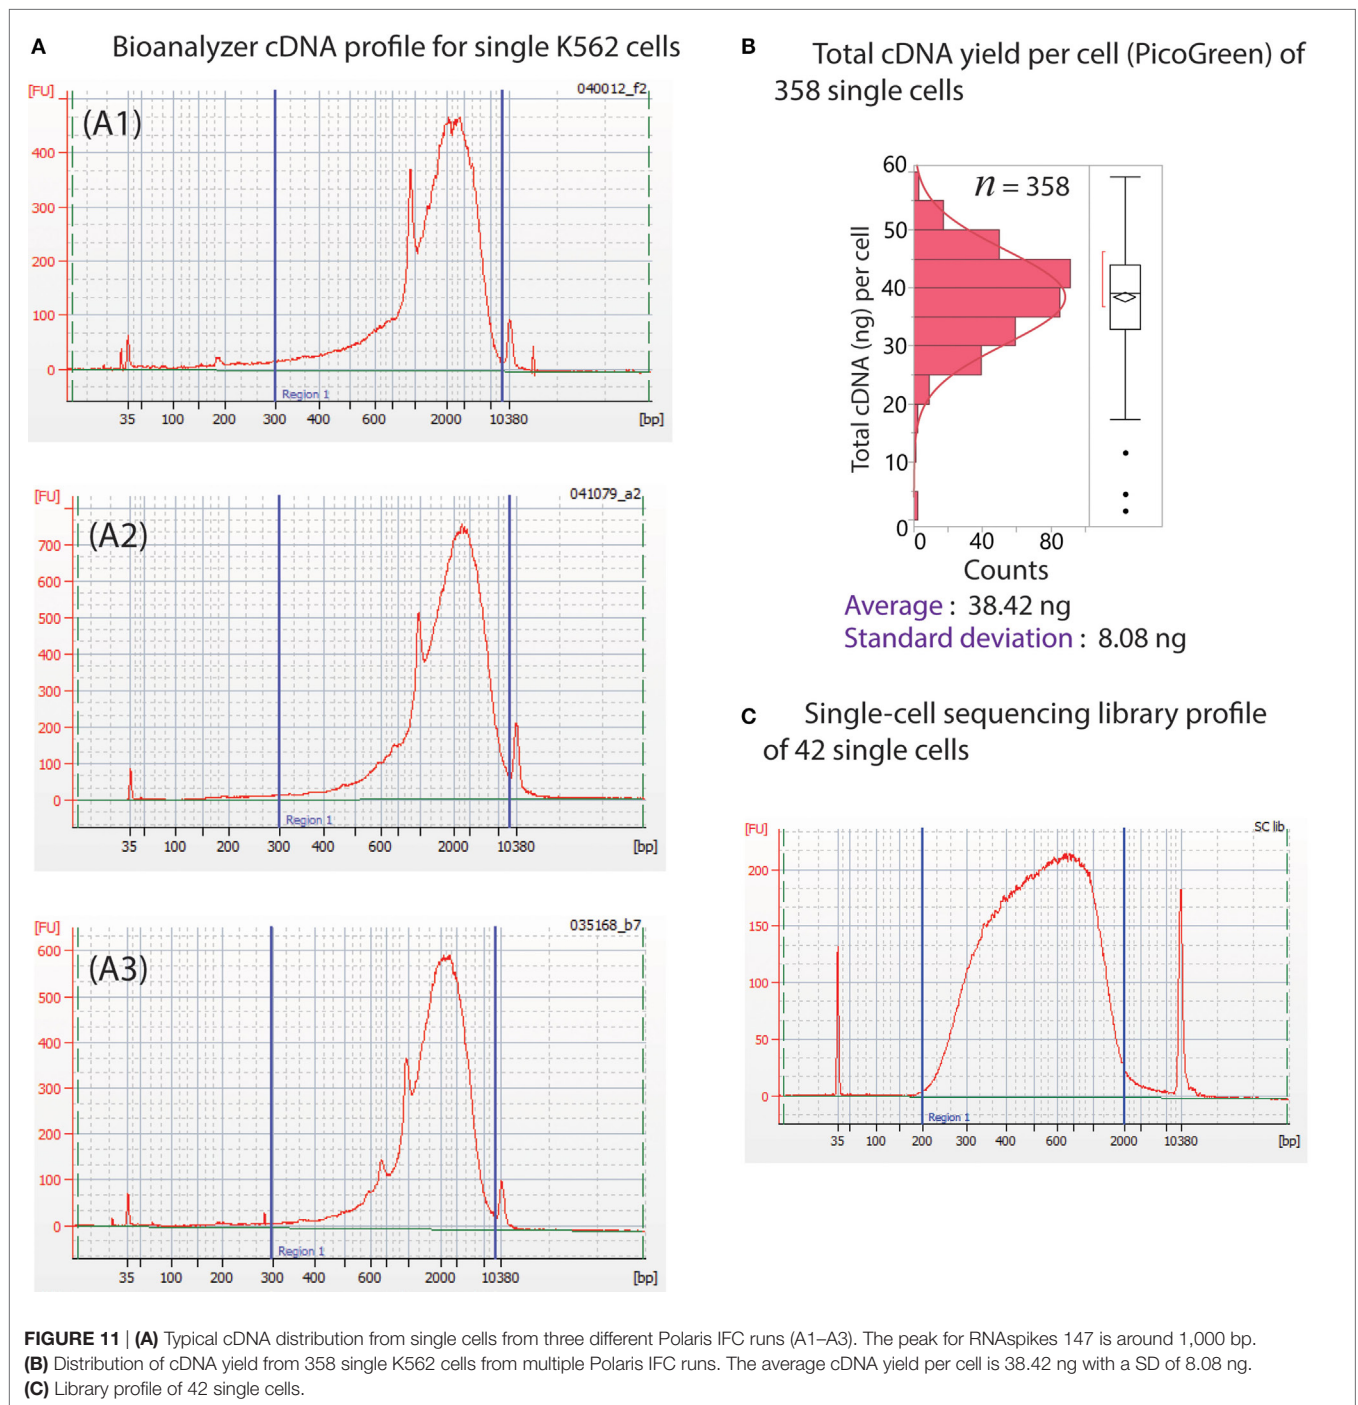 A Bioanalyzer cDNA profile for single K562 cells
[FU] 040012_f2
(A1)
400
300
200
100
0
Region 1
35 100 200 300 400 600 2000 10380 [bp]
[FU] 041079_a2
(A2)
700
600
500
400
300
200
100
0
Region 1
35 100 200 300 400 600 2000 10380 [bp]
[FU] 035168_b7
(A3)
600
500
400
300
200
100
0
Region 1
35 100 200 300 400 600 2000 10380 [bp]
B Total cDNA yield per cell (PicoGreen) of
358 single cells
n = 358
Total cDNA (ng) per cell
60
50
40
30
20
10
0
0 40 80
Counts
Average : 38.42 ng
Standard deviation : 8.08 ng
C Single-cell sequencing library profile
of 42 single cells
[FU] SC lib
200
150
100
50
0
Region 1
35 100 200 300 400 600 2000 10380 [bp]
FIGURE 11 | (A) Typical cDNA distribution from single cells from three different Polaris IFC runs (A1–A3). The peak for RNAspikes 147 is around 1,000 bp.
(B) Distribution of cDNA yield from 358 single K562 cells from multiple Polaris IFC runs. The average cDNA yield per cell is 38.42 ng with a SD of 8.08 ng.
(C) Library profile of 42 single cells.